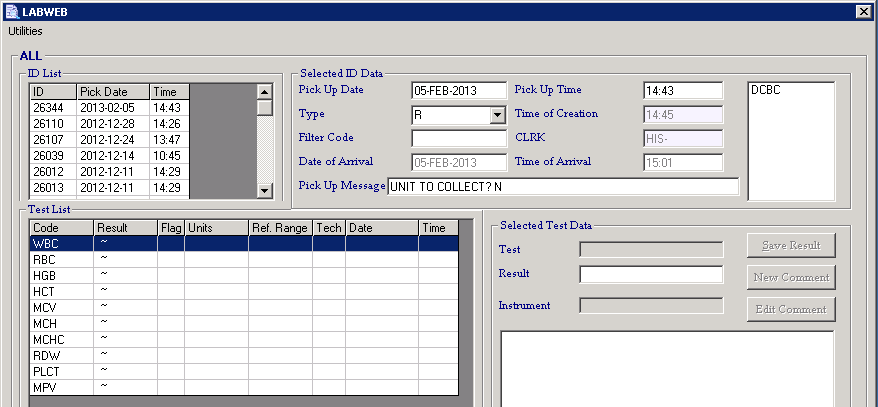 LABWEB
Utilities
ALL
ID List
ID Pick Date Time
26344 2013-02-05 14:43
26110 2012-12-28 14:26
26107 2012-12-24 13:47
26039 2012-12-14 10:45
26012 2012-12-11 14:29
26013 2012-12-11 14:29
Selected ID Data
Pick Up Date 05-FEB-2013 Pick Up Time 14:43 DCBC
Type R Time of Creation 14:45
Filter Code CLRK HIS-
Date of Arrival 05-FEB-2013 Time of Arrival 15:01
Pick Up Message UNIT TO COLLECT? N
Test List
Code Result Flag Units Ref. Range Tech Date Time
WBC ~
RBC ~
HGB ~
HCT ~
MCV ~
MCH ~
MCHC ~
RDW ~
PLCT ~
MPV ~
Selected Test Data
Test Save Result
Result New Comment
Instrument Edit Comment